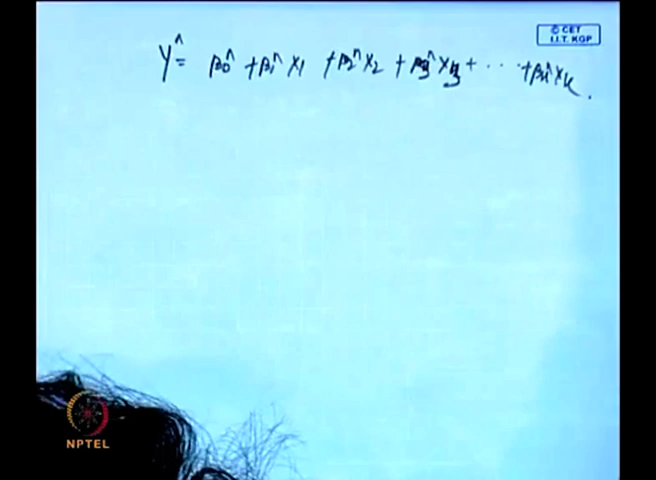 © CET
I.I.T. KGP
Ŷ = β0^ + β1^ X1 + β2^ X2 + β3^ X3 + ... + βk^ Xk.
NPTEL